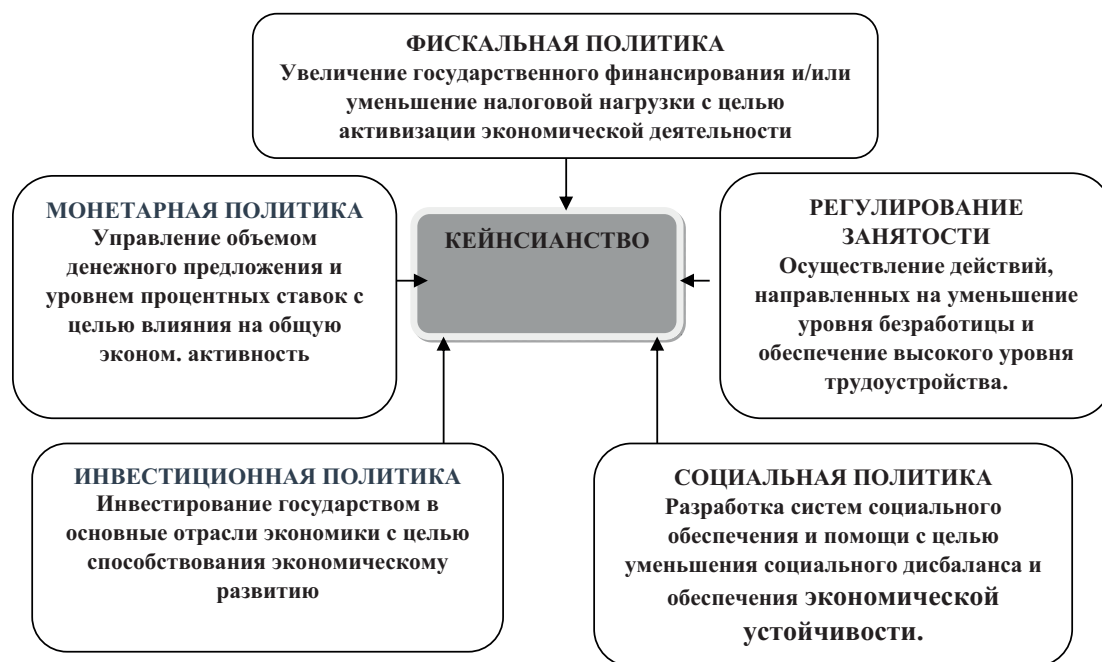 ФИСКАЛЬНАЯ ПОЛИТИКА
Увеличение государственного финансирования и/или
уменьшение налоговой нагрузки с целью
активизации экономической деятельности
МОНЕТАРНАЯ ПОЛИТИКА
Управление объемом
денежного предложения и
уровнем процентных ставок с
целью влияния на общую
эконом. активность
КЕЙНСИАНСТВО
РЕГУЛИРОВАНИЕ
ЗАНЯТОСТИ
Осуществление действий,
направленных на уменьшение
уровня безработицы и
обеспечение высокого уровня
трудоустройства.
ИНВЕСТИЦИОННАЯ ПОЛИТИКА
Инвестирование государством в
основные отрасли экономики с целью
способствования экономическому
развитию
СОЦИАЛЬНАЯ ПОЛИТИКА
Разработка систем социального
обеспечения и помощи с целью
уменьшения социального дисбаланса и
обеспечения экономической
устойчивости.